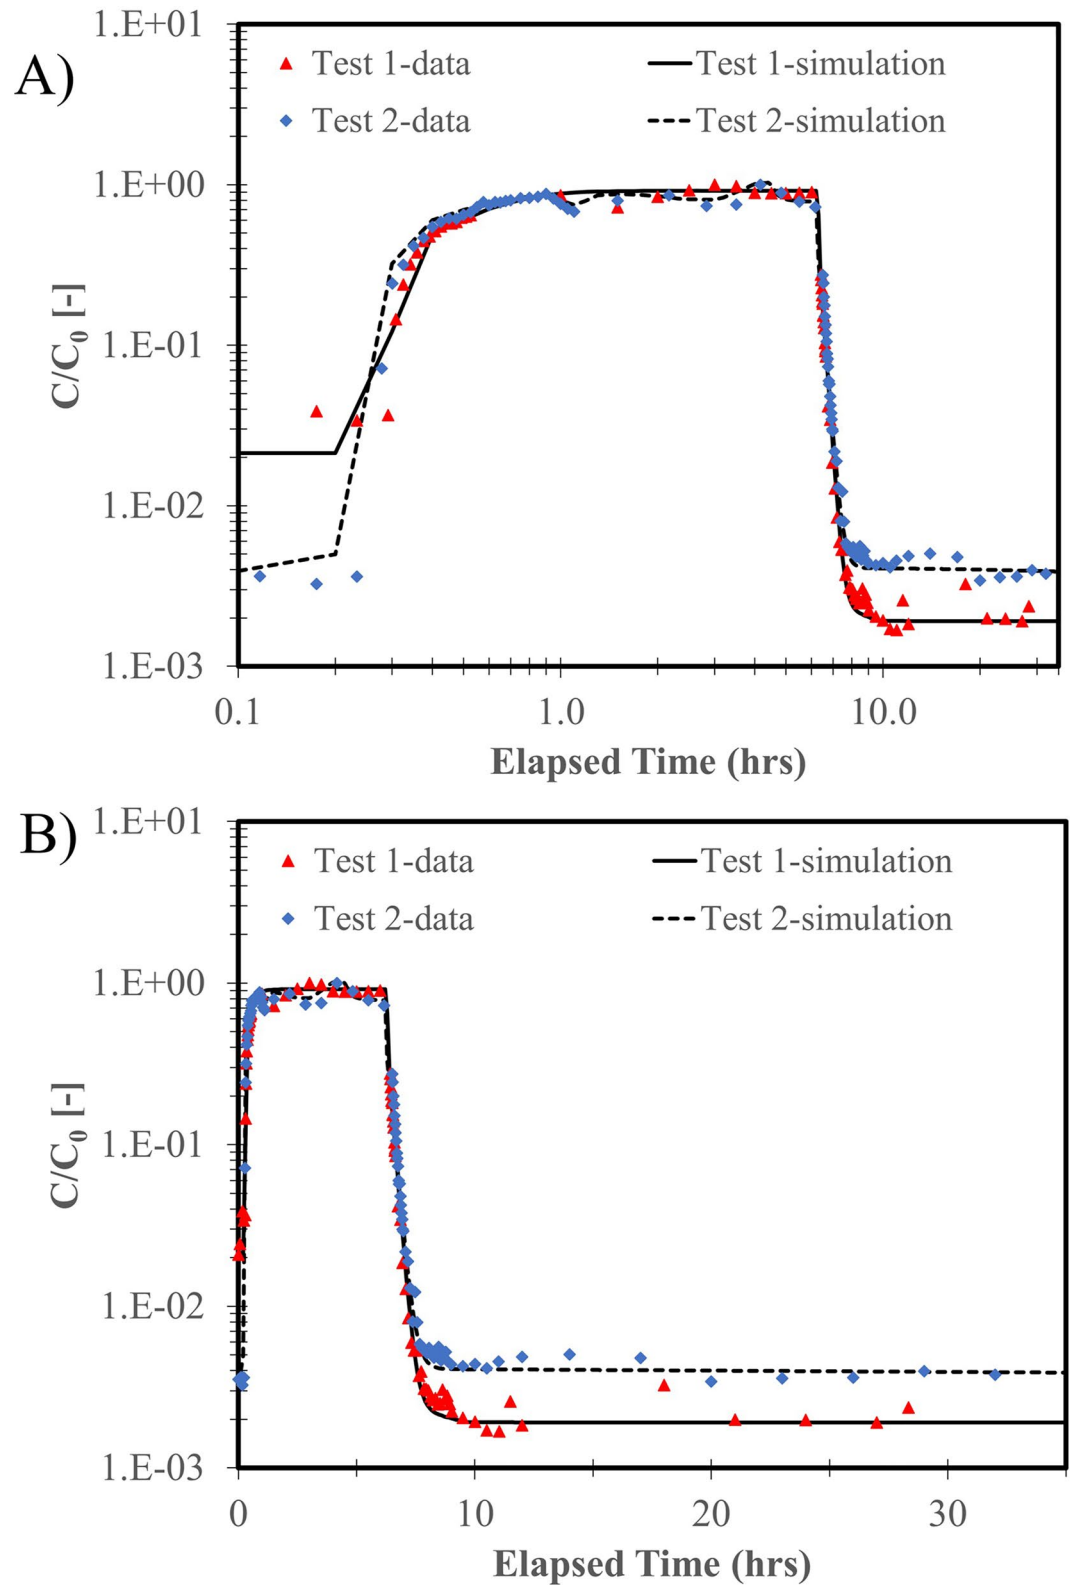 A)
1.E+01
Test 1-data
Test 1-simulation
Test 2-data
Test 2-simulation
1.E+00
1.E-01
1.E-02
1.E-03
C/C0 [-]
0.1
1.0
10.0
Elapsed Time (hrs)
B)
1.E+01
Test 1-data
Test 1-simulation
Test 2-data
Test 2-simulation
1.E+00
1.E-01
1.E-02
1.E-03
C/C0 [-]
0
10
20
30
Elapsed Time (hrs)